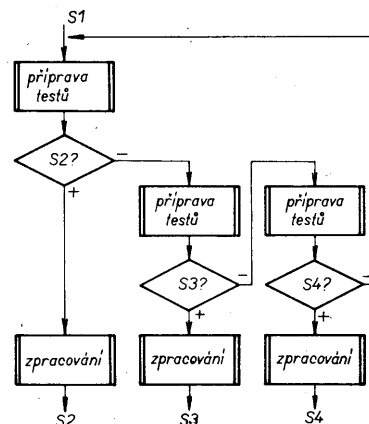 S1
příprava
testů
S2?
−
+
příprava
testů
příprava
testů
S3?
−
+
S4?
−
+
zpracování
zpracování
zpracování
S2
S3
S4